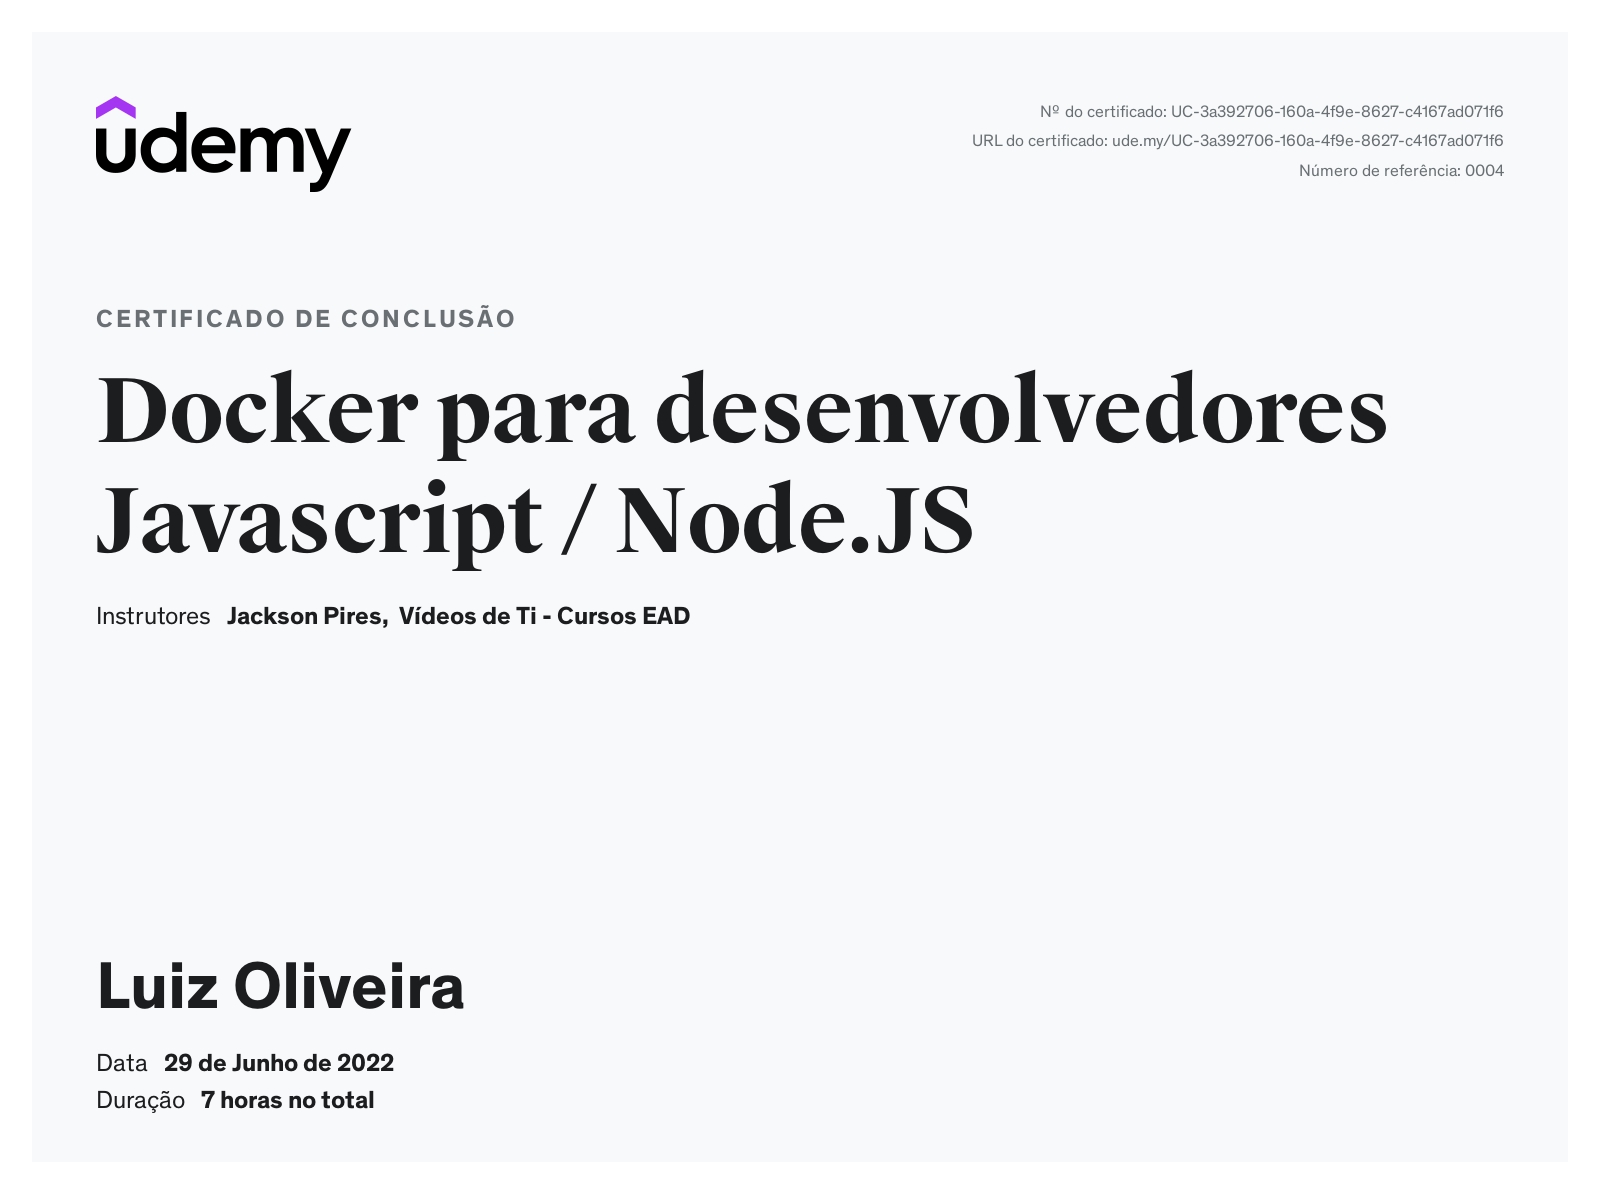 udemy
Nº do certificado: UC-3a392706-160a-4f9e-8627-c4167ad071f6
URL do certificado: ude.my/UC-3a392706-160a-4f9e-8627-c4167ad071f6
Número de referência: 0004
CERTIFICADO DE CONCLUSÃO
Docker para desenvolvedores
Javascript / Node.JS
Instrutores Jackson Pires, Vídeos de Ti - Cursos EAD
Luiz Oliveira
Data 29 de Junho de 2022
Duração 7 horas no total